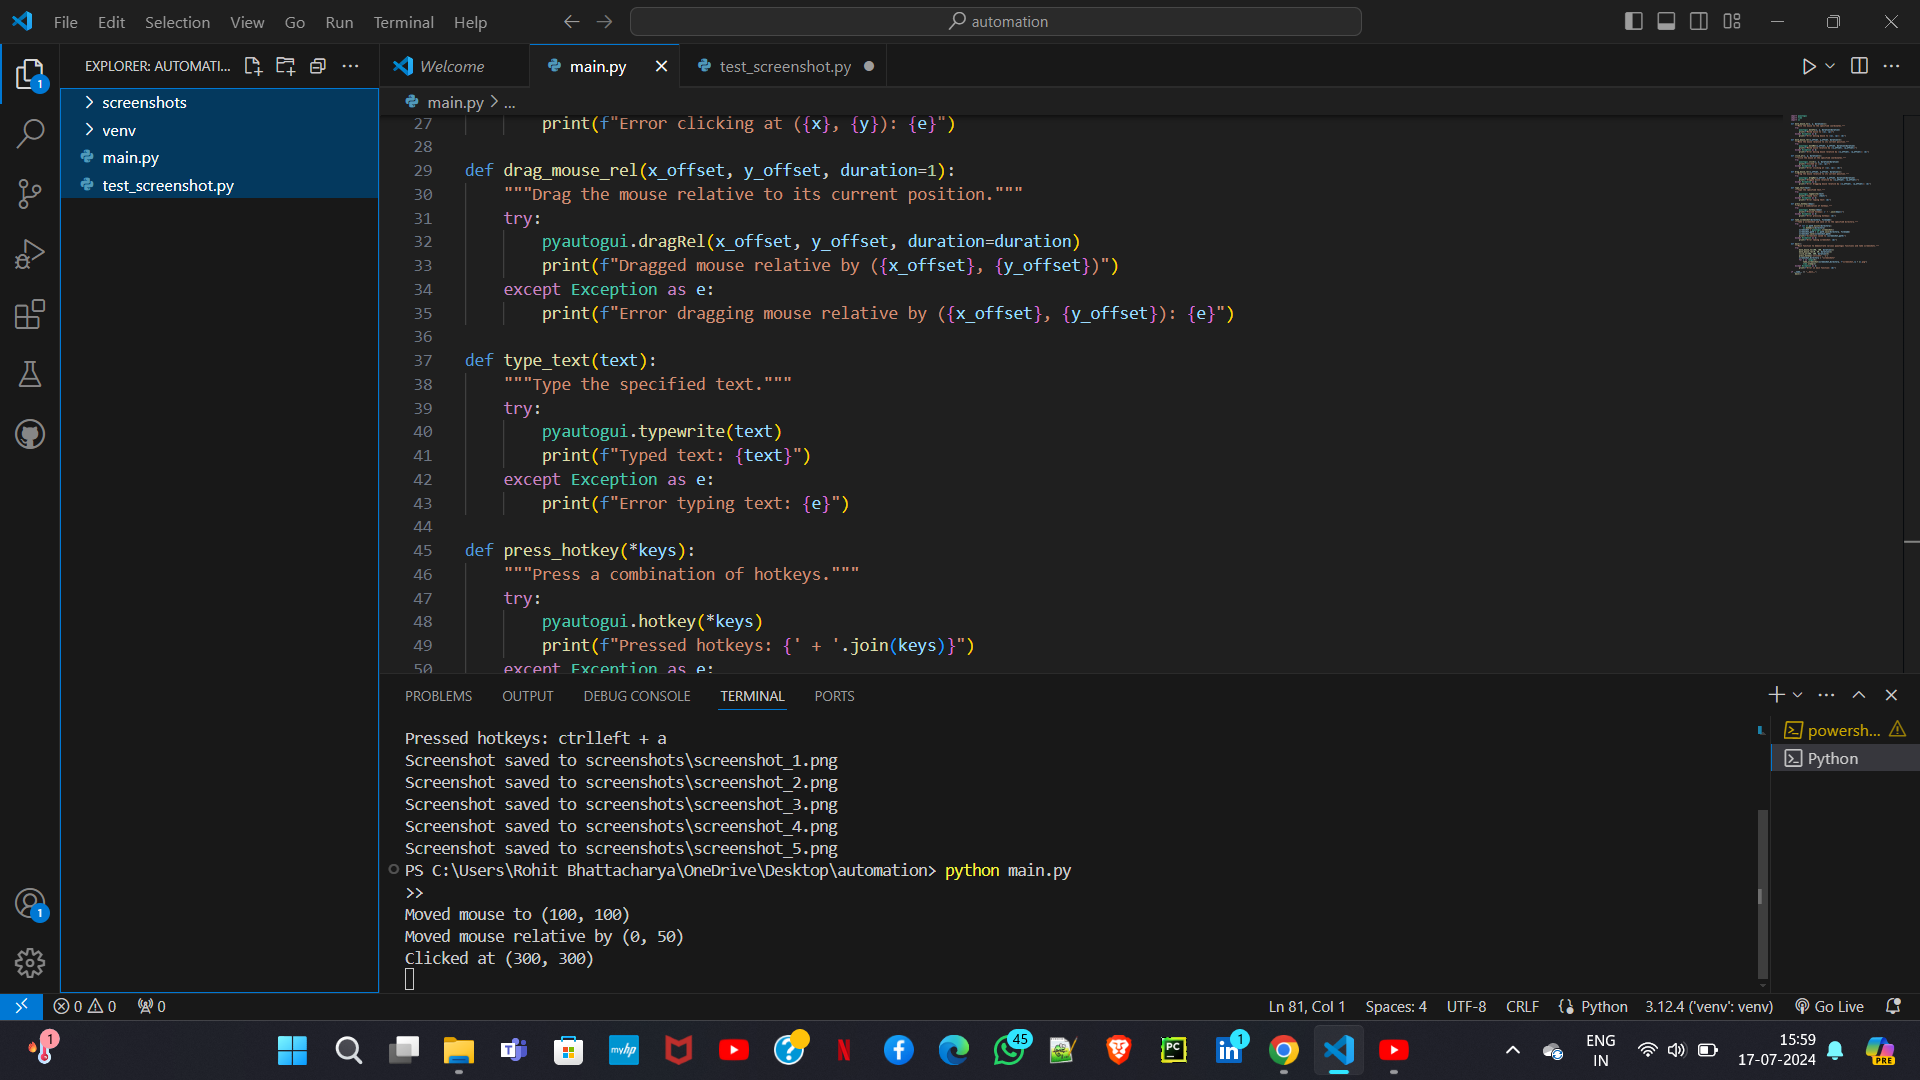 File Edit Selection View Go Run Terminal Help
automation
EXPLORER: AUTOMATI...
Welcome
main.py
test_screenshot.py
1
screenshots
venv
main.py
test_screenshot.py
main.py > ...
27 print(f"Error clicking at ({x}, {y}): {e}")
28
29 def drag_mouse_rel(x_offset, y_offset, duration=1):
30 """Drag the mouse relative to its current position."""
31 try:
32 pyautogui.dragRel(x_offset, y_offset, duration=duration)
33 print(f"Dragged mouse relative by ({x_offset}, {y_offset})")
34 except Exception as e:
35 print(f"Error dragging mouse relative by ({x_offset}, {y_offset}): {e}")
36
37 def type_text(text):
38 """Type the specified text."""
39 try:
40 pyautogui.typewrite(text)
41 print(f"Typed text: {text}")
42 except Exception as e:
43 print(f"Error typing text: {e}")
44
45 def press_hotkey(*keys):
46 """Press a combination of hotkeys."""
47 try:
48 pyautogui.hotkey(*keys)
49 print(f"Pressed hotkeys: {' + '.join(keys)}")
50 except Exception as e:
PROBLEMS OUTPUT DEBUG CONSOLE TERMINAL PORTS
Pressed hotkeys: ctrlleft + a
Screenshot saved to screenshots\screenshot_1.png
Screenshot saved to screenshots\screenshot_2.png
Screenshot saved to screenshots\screenshot_3.png
Screenshot saved to screenshots\screenshot_4.png
Screenshot saved to screenshots\screenshot_5.png
PS C:\Users\Rohit Bhattacharya\OneDrive\Desktop\automation> python main.py
>>
Moved mouse to (100, 100)
Moved mouse relative by (0, 50)
Clicked at (300, 300)
powersh...
Python
1
0 0 0
Ln 81, Col 1 Spaces: 4 UTF-8 CRLF Python 3.12.4 ('venv': venv) Go Live
1
myhp
45
PC
in 1
ENG
IN
15:59
17-07-2024
PRE